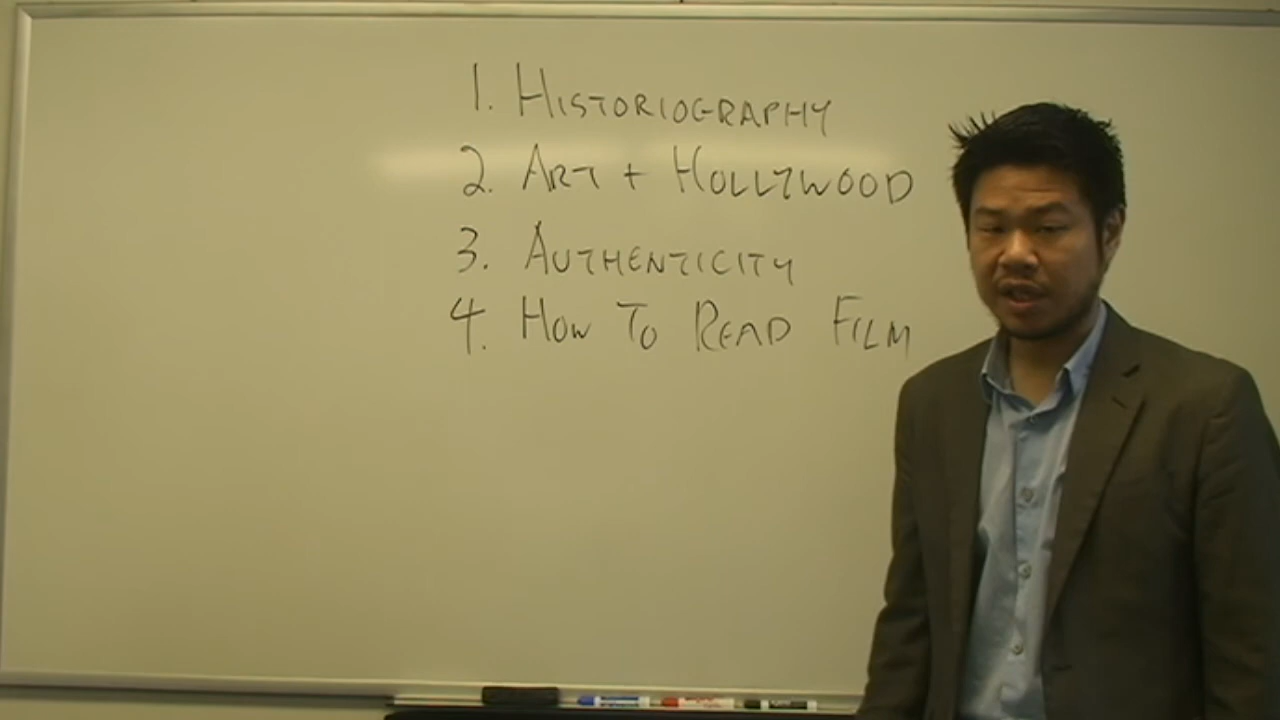 1. HISTORIOGRAPHY
2. ART + HOLLYWOOD
3. AUTHENTICITY
4. HOW TO READ FILM